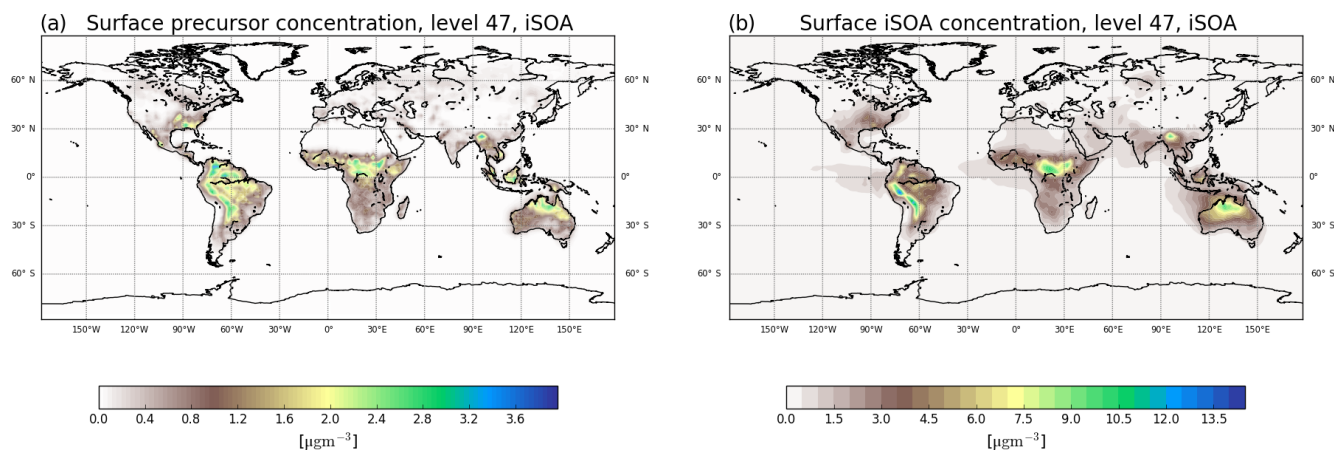 (a) Surface precursor concentration, level 47, iSOA
60° N 60° N
30° N 30° N
0° 0°
30° S 30° S
60° S 60° S
150°W 120°W 90°W 60°W 30°W 0° 30°E 60°E 90°E 120°E 150°E
0.0 0.4 0.8 1.2 1.6 2.0 2.4 2.8 3.2 3.6
[μgm⁻³]
(b) Surface iSOA concentration, level 47, iSOA
60° N 60° N
30° N 30° N
0° 0°
30° S 30° S
60° S 60° S
150°W 120°W 90°W 60°W 30°W 0° 30°E 60°E 90°E 120°E 150°E
0.0 1.5 3.0 4.5 6.0 7.5 9.0 10.5 12.0 13.5
[μgm⁻³]